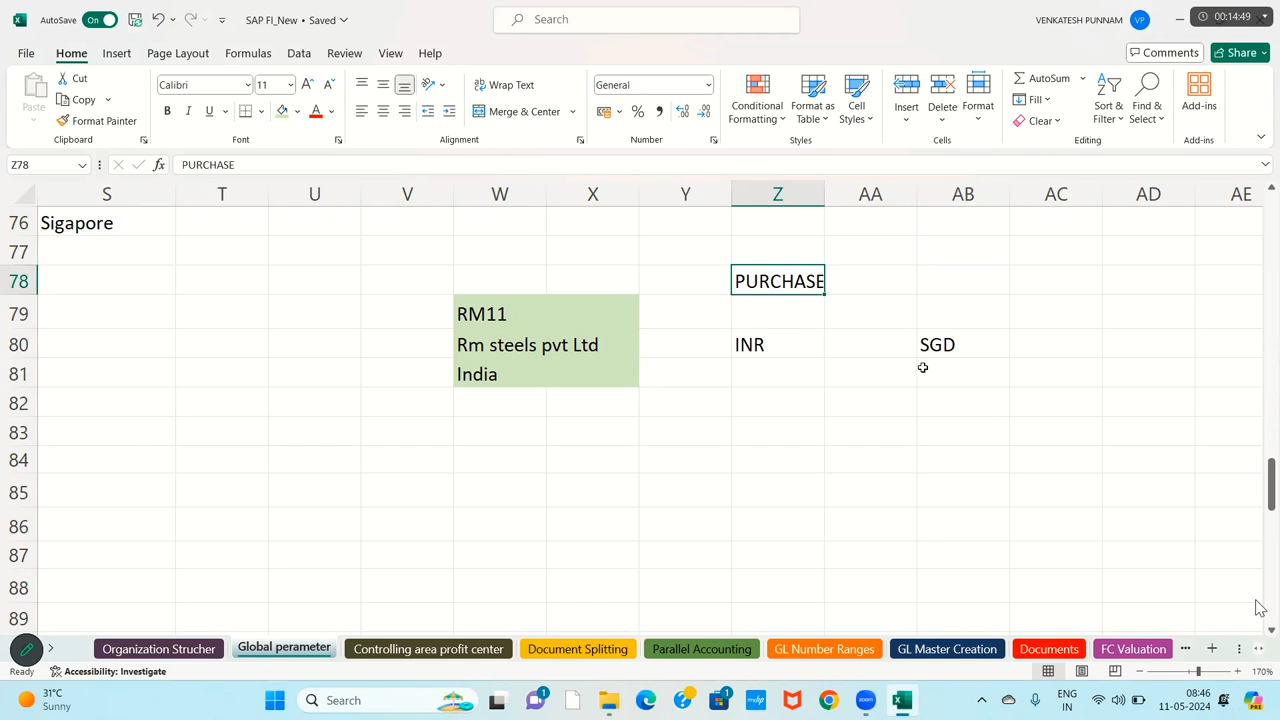 AutoSave On SAP FI_New • Saved Search VENKATESH PUNNAM VP 00:14:49
File Home Insert Page Layout Formulas Data Review View Help Comments Share
Paste Cut Copy Format Painter Clipboard
Calibri 11 A A B I U A Font
Wrap Text Merge & Center Alignment
General % , Number
Conditional Formatting Format as Table Cell Styles Styles
Insert Delete Format Cells
AutoSum Fill Clear Sort & Filter Find & Select Editing
Add-ins Add-ins
Z78 fx PURCHASE
S T U V W X Y Z AA AB AC AD AE
76 Sigapore
77
78 PURCHASE
79 RM11
80 Rm steels pvt Ltd INR SGD
81 India
82
83
84
85
86
87
88
89
Organization Strucher Global perameter Controlling area profit center Document Splitting Parallel Accounting GL Number Ranges GL Master Creation Documents FC Valuation
Ready Accessibility: Investigate 170%
31°C Sunny Search 1 1 ENG IN 08:46 11-05-2024